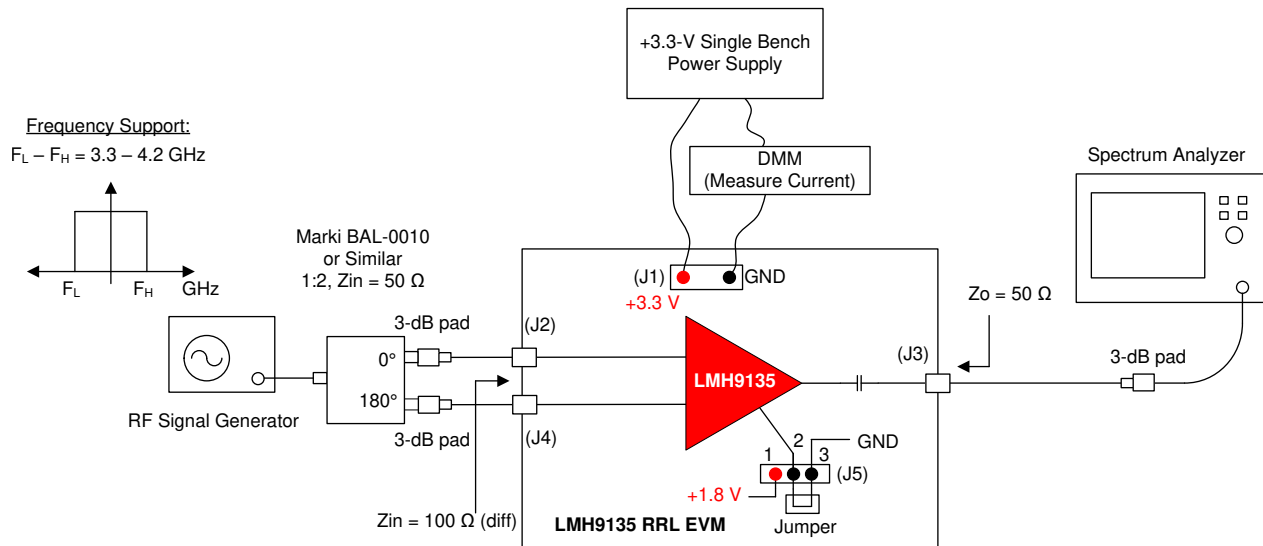 +3.3-V Single Bench
Power Supply
Frequency Support:
FL – FH = 3.3 – 4.2 GHz
DMM
(Measure Current)
Spectrum Analyzer
Marki BAL-0010
or Similar
1:2, Zin = 50 Ω
FL
FH
GHz
(J1)
GND
+3.3 V
Zo = 50 Ω
3-dB pad
(J2)
0°
180°
RF Signal Generator
3-dB pad
(J4)
LMH9135
(J3)
3-dB pad
GND
1
2
3
(J5)
+1.8 V
Jumper
Zin = 100 Ω (diff)
LMH9135 RRL EVM